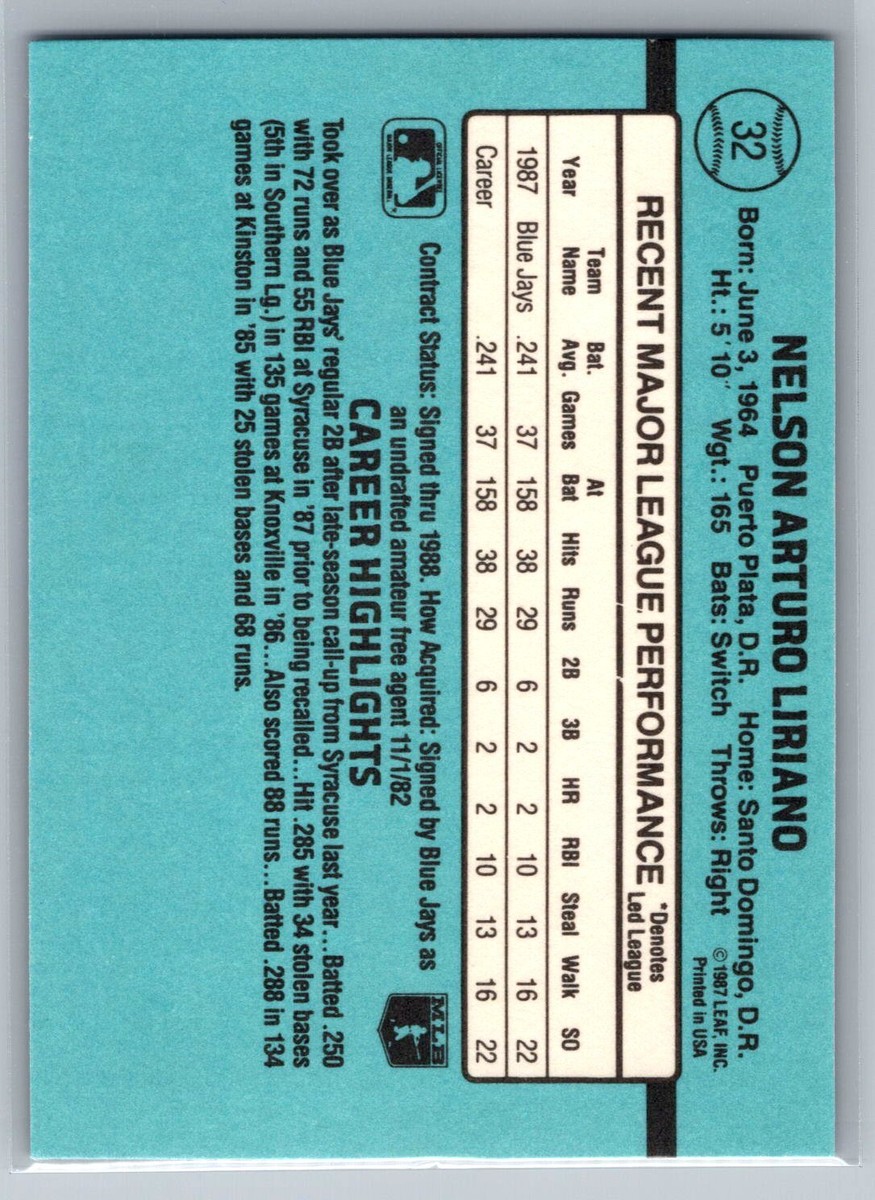 32
NELSON ARTURO LIRIANO
Born: June 3, 1964 Puerto Plata, D.R. Home: Santo Domingo, D.R.
Ht.: 5' 10" Wgt.: 165 Bats: Switch Throws: Right
© 1987 LEAF, INC.
Printed in USA
RECENT MAJOR LEAGUE PERFORMANCE
*Denotes
Led League
Year Team Name Bat. Avg. Games At Bat Hits Runs 2B 3B HR RBI Steal Walk SO
1987 Blue Jays .241 37 158 38 29 6 2 2 10 13 16 22
Career .241 37 158 38 29 6 2 2 10 13 16 22
Contract Status: Signed thru 1988. How Acquired: Signed by Blue Jays as
an undrafted amateur free agent 11/1/82
MLB
CAREER HIGHLIGHTS
Took over as Blue Jays' regular 2B after late-season call-up from Syracuse last year...Batted .250
with 72 runs and 55 RBI at Syracuse in '87 prior to being recalled...Hit .285 with 34 stolen bases
(5th in Southern Lg.) in 135 games at Knoxville in '86...Also scored 88 runs...Batted .288 in 134
games at Kinston in '85 with 25 stolen bases and 68 runs.